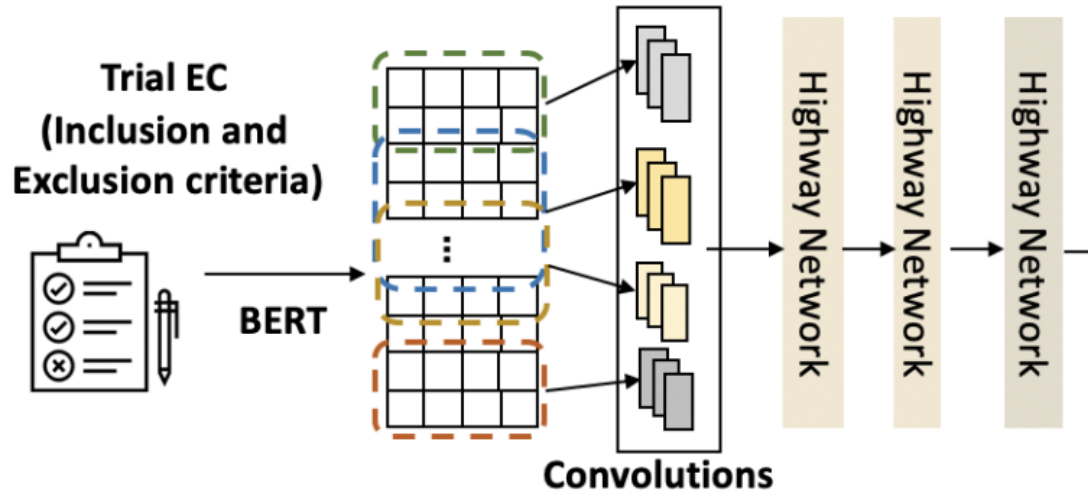 Trial EC
(Inclusion and
Exclusion criteria)
BERT
...
Convolutions
Highway Network
Highway Network
Highway Network